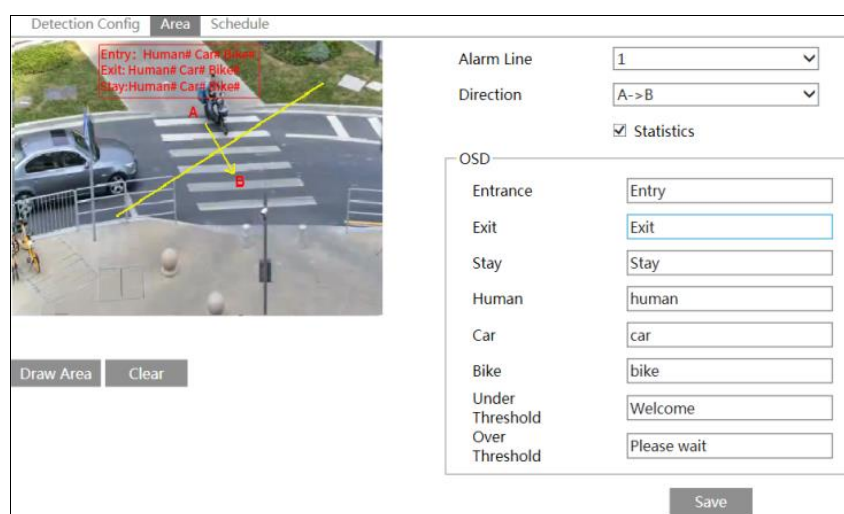 Detection Config Area Schedule
Entry: Human# Car# Bike#
Exit: Human# Car# Bike#
Stay:Human# Car# Bike#
A
B
Draw Area Clear
Alarm Line 1
Direction A->B
Statistics
OSD
Entrance Entry
Exit Exit
Stay Stay
Human human
Car car
Bike bike
Under
Threshold Welcome
Over
Threshold Please wait
Save